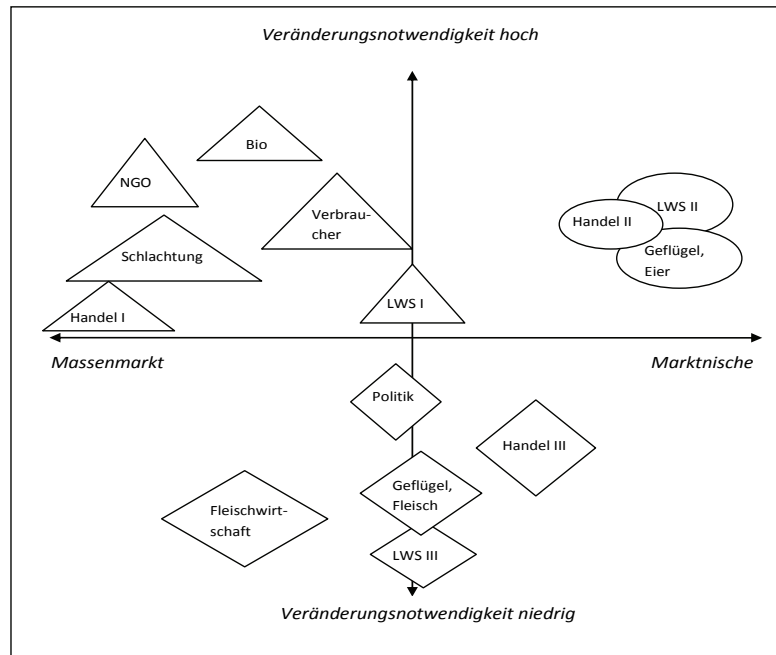 Veränderungsnotwendigkeit hoch
Bio
NGO
Verbrau-
cher
LWS II
Handel II
Geflügel,
Eier
Schlachtung
LWS I
Handel I
Massenmarkt
Marktnische
Politik
Handel III
Geflügel,
Fleisch
Fleischwirt-
schaft
LWS III
Veränderungsnotwendigkeit niedrig